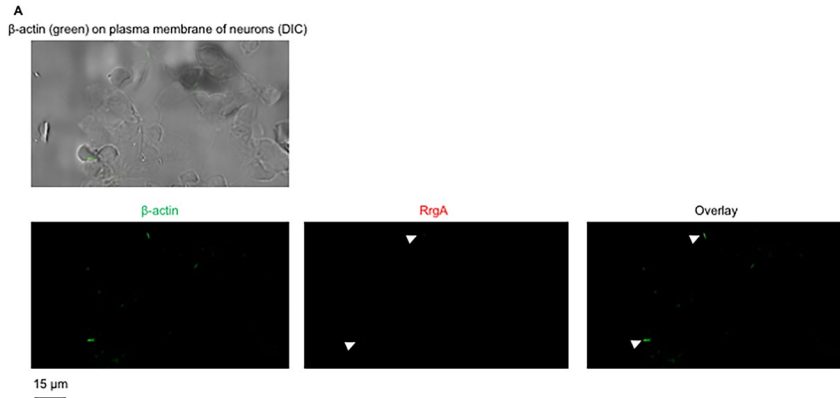 A
β-actin (green) on plasma membrane of neurons (DIC)
β-actin
RrgA
Overlay
15 µm